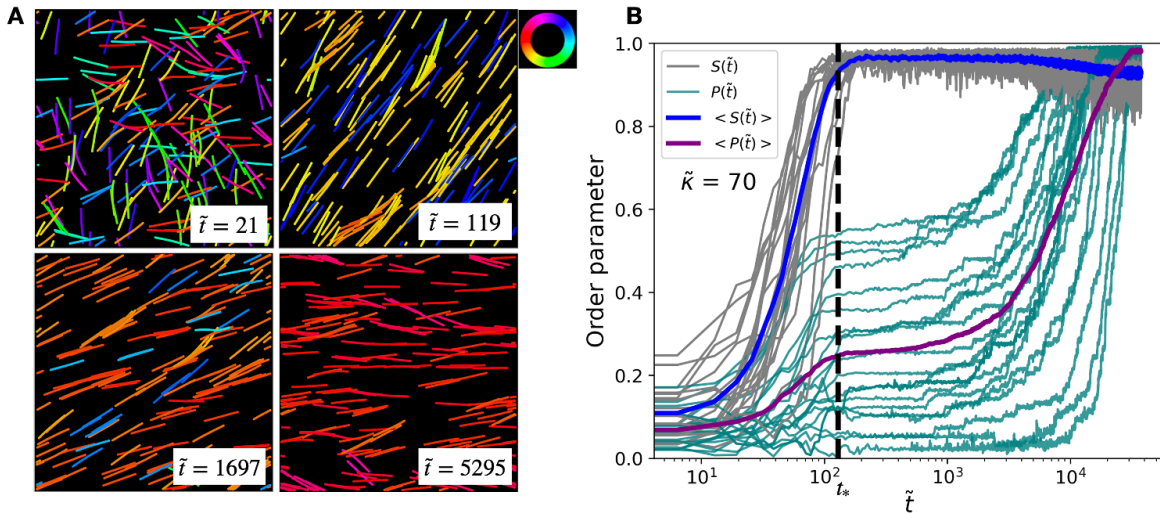 A
t̃ = 21
t̃ = 119
t̃ = 1697
t̃ = 5295
B
Order parameter
1.0
0.8
0.6
0.4
0.2
0.0
S(t̃)
P(t̃)
< S(t̃) >
< P(t̃) >
κ̃ = 70
10¹
10²
t*
10³
10⁴
t̃